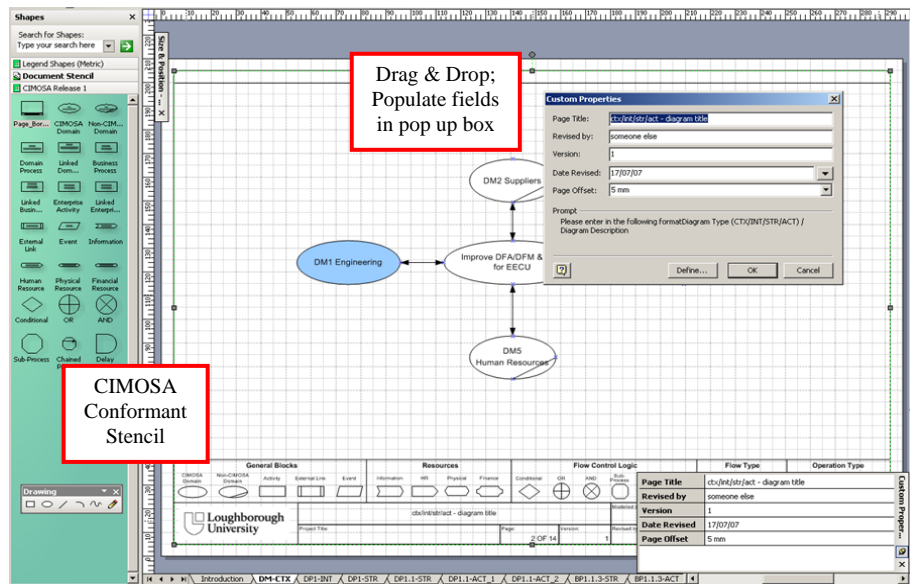 Shapes
Search for Shapes:
Type your search here
Legend Shapes (Metric)
Document Stencil
CIMOSA Release 1
Page_Bor...
CIMOSA Domain
Non-CIM... Domain
Domain Process
Linked Dom...
Business Process
Linked Busin...
Enterprise Activity
Linked Enterpri...
External Link
Event
Information
Human Resource
Physical Resource
Financial Resource
Conditional
OR
AND
Sub-Process
Chained
Delay
CIMOSA
Conformant
Stencil
Drawing
Size & Position - ...
Drag & Drop;
Populate fields
in pop up box
DM2 Suppliers
DM1 Engineering
Improve DFA/DFM &
for EECU
DM5
Human Resources
Custom Properties
Page Title:
ctx/int/str/act - diagram title
Revised by:
someone else
Version:
1
Date Revised:
17/07/07
Page Offset:
5 mm
Prompt
Please enter in the following formatDiagram Type (CTX/INT/STR/ACT) /
Diagram Description
Define...
OK
Cancel
General Blocks
Resources
Flow Control Logic
Flow Type
Operation Type
CIMOSA Domain
Non-CIMOSA Domain
Activity
External Link
Event
Information
HR
Physical
Finance
Conditional
OR
AND
Sub-Process
Loughborough
University
ctx/int/str/act - diagram title
Project Title:
Page:
2 OF 14
Version:
1
Revised by
Page Title
ctx/int/str/act - diagram title
Revised by
someone else
Version
1
Date Revised
17/07/07
Page Offset
5 mm
Custom Proper...
Introduction
DM-CTX
DP1-INT
DP1-STR
DP1.1-STR
DP1.1-ACT_1
DP1.1-ACT_2
BP1.1.3-STR
BP1.1.3-ACT